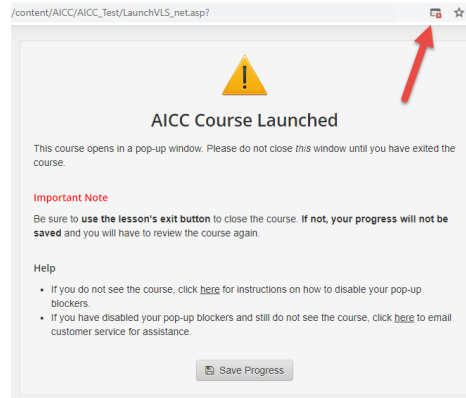 /content/AICC/AICC_Test/LaunchVLS_net.asp?
AICC Course Launched
This course opens in a pop-up window. Please do not close this window until you have exited the
course.
Important Note
Be sure to use the lesson's exit button to close the course. If not, your progress will not be
saved and you will have to review the course again.
Help
• If you do not see the course, click here for instructions on how to disable your pop-up
blockers.
• If you have disabled your pop-up blockers and still do not see the course, click here to email
customer service for assistance.
Save Progress